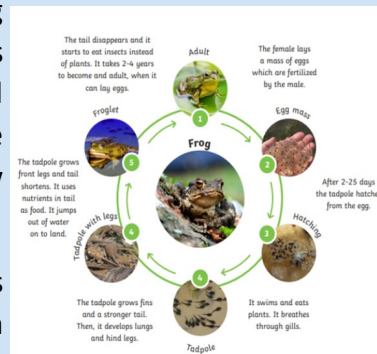 The tail disappears and it
starts to eat insects instead
of plants. It takes 2-4 years
to become and adult, when it
can lay eggs.
Adult
1
The female lays
a mass of eggs
which are fertilized
by the male.
Egg mass
2
After 2-25 days
the tadpole hatche
from the egg.
Hatching
3
It swims and eats
plants. It breathes
through gills.
Tadpole
4
The tadpole grows fins
and a stronger tail.
Then, it develops lungs
and hind legs.
Tadpole with legs
4
The tadpole grows
front legs and tail
shortens. It uses
nutrients in tail
as food. It jumps
out of water
on to land.
Froglet
5
Frog